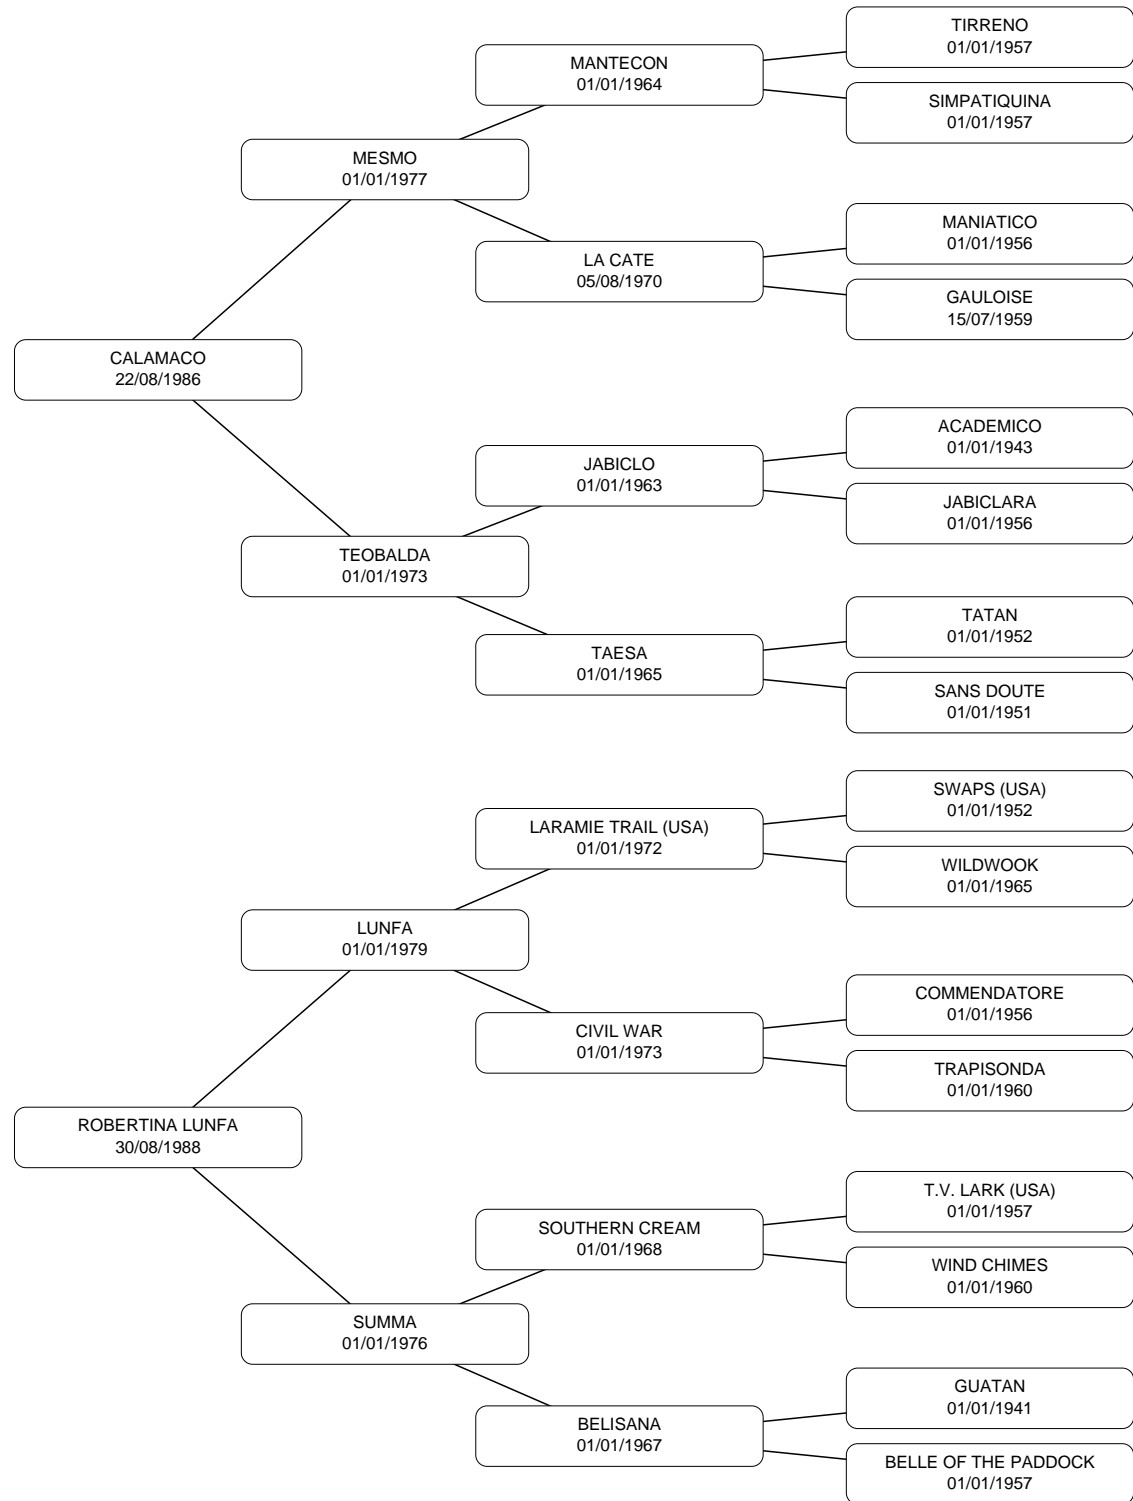 TIRRENO
01/01/1957
MANTECON
01/01/1964
SIMPATIQUINA
01/01/1957
MESMO
01/01/1977
MANIATICO
01/01/1956
LA CATE
05/08/1970
GAULOISE
15/07/1959
CALAMACO
22/08/1986
ACADEMICO
01/01/1943
JABICLO
01/01/1963
JABICLARA
01/01/1956
TEOBALDA
01/01/1973
TATAN
01/01/1952
TAESA
01/01/1965
SANS DOUTE
01/01/1951
SWAPS (USA)
01/01/1952
LARAMIE TRAIL (USA)
01/01/1972
WILDWOOK
01/01/1965
LUNFA
01/01/1979
COMMENDATORE
01/01/1956
CIVIL WAR
01/01/1973
TRAPISONDA
01/01/1960
ROBERTINA LUNFA
30/08/1988
T.V. LARK (USA)
01/01/1957
SOUTHERN CREAM
01/01/1968
WIND CHIMES
01/01/1960
SUMMA
01/01/1976
GUATAN
01/01/1941
BELISANA
01/01/1967
BELLE OF THE PADDOCK
01/01/1957